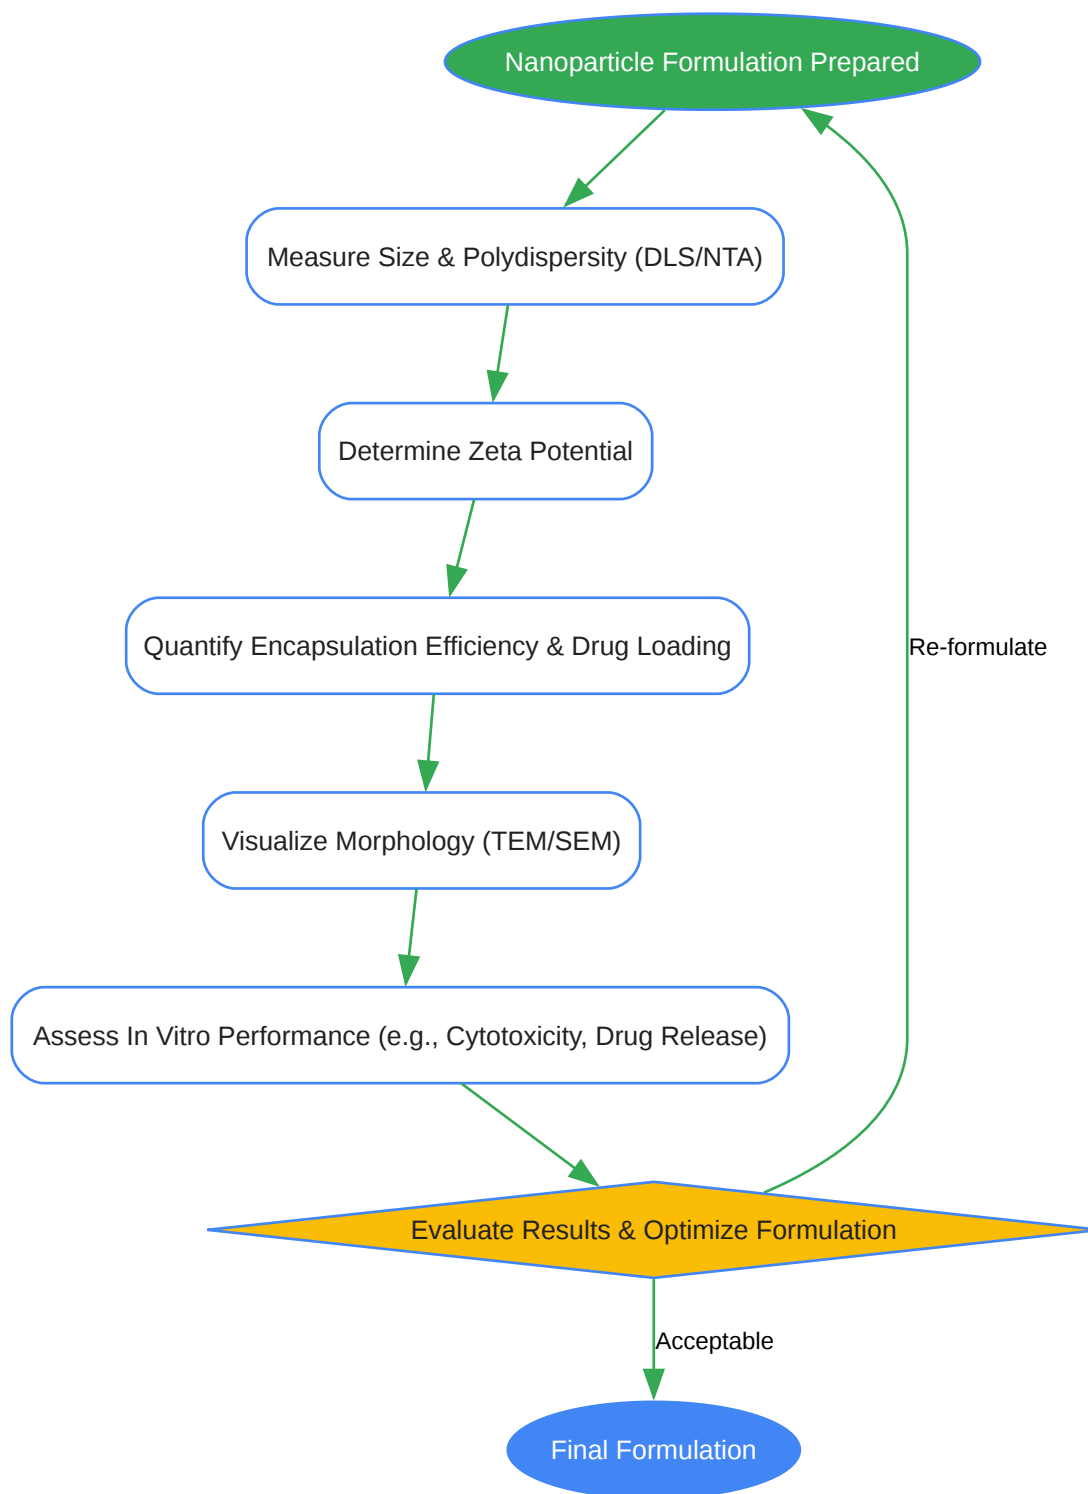 Nanoparticle Formulation Prepared
Measure Size & Polydispersity (DLS/NTA)
Determine Zeta Potential
Quantify Encapsulation Efficiency & Drug Loading
Re-formulate
Visualize Morphology (TEM/SEM)
Assess In Vitro Performance (e.g., Cytotoxicity, Drug Release)
Evaluate Results & Optimize Formulation
Acceptable
Final Formulation